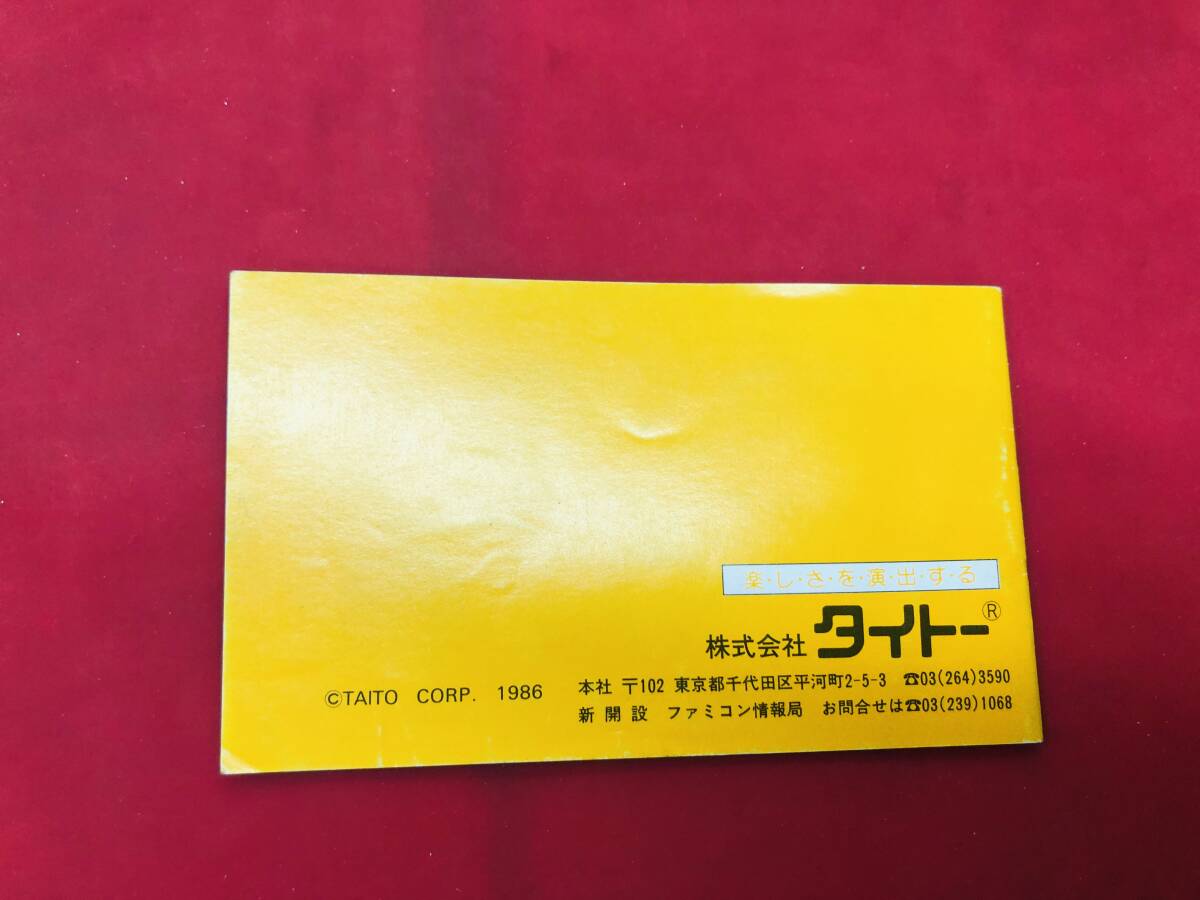 楽・し・さ・を・演・出・す・る
株式会社 タイトー®
©TAITO CORP. 1986
本社 〒102 東京都千代田区平河町2-5-3 ☎03(264)3590
新開設 ファミコン情報局 お問合せは☎03(239)1068